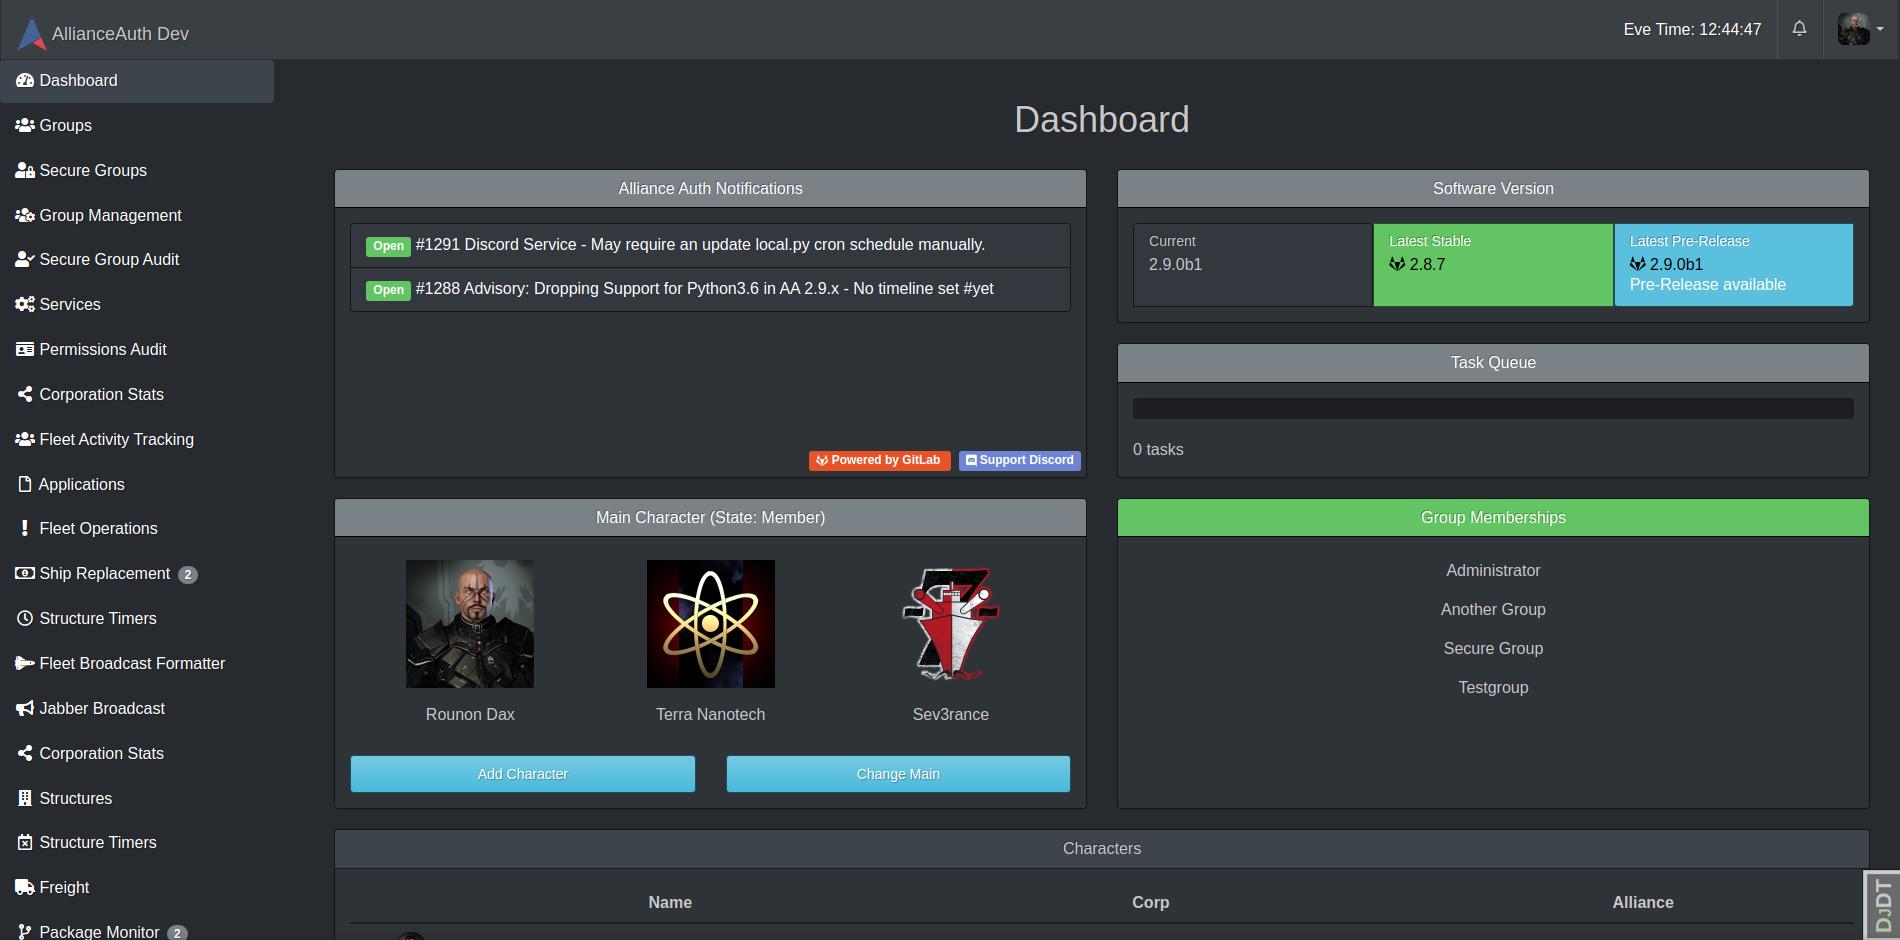 AllianceAuth Dev
Eve Time: 12:44:47
Dashboard
Groups
Secure Groups
Group Management
Secure Group Audit
Services
Permissions Audit
Corporation Stats
Fleet Activity Tracking
Applications
Fleet Operations
Ship Replacement 2
Structure Timers
Fleet Broadcast Formatter
Jabber Broadcast
Corporation Stats
Structures
Structure Timers
Freight
Package Monitor 2
Dashboard
Alliance Auth Notifications
Open #1291 Discord Service - May require an update local.py cron schedule manually.
Open #1288 Advisory: Dropping Support for Python3.6 in AA 2.9.x - No timeline set #yet
Powered by GitLab Support Discord
Software Version
Current
2.9.0b1
Latest Stable
2.8.7
Latest Pre-Release
2.9.0b1
Pre-Release available
Task Queue
0 tasks
Main Character (State: Member)
Rounon Dax
Terra Nanotech
7
Sev3rance
Add Character
Change Main
Group Memberships
Administrator
Another Group
Secure Group
Testgroup
Characters
Name Corp Alliance
DJDT